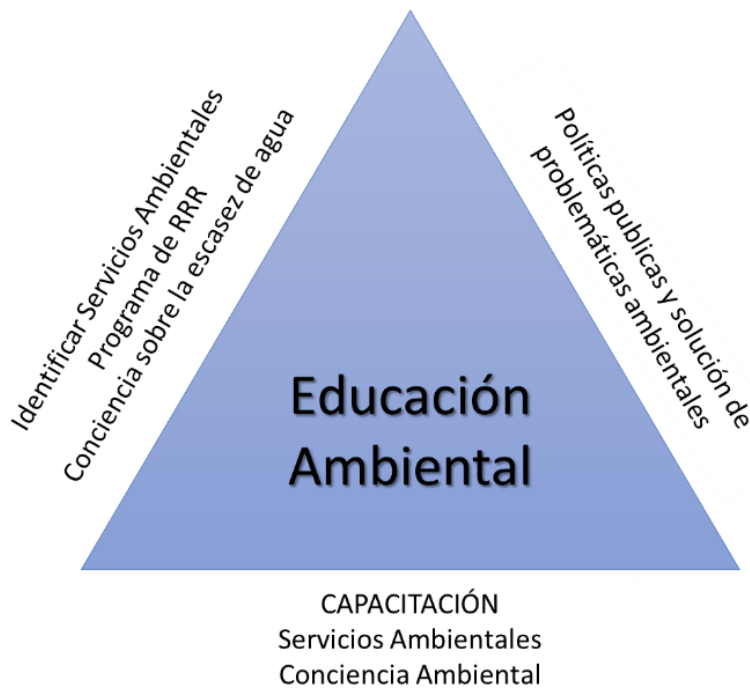 Identificar Servicios Ambientales
Programa de RRR
Conciencia sobre la escasez de agua
Políticas publicas y solución de
problemáticas ambientales
Educación
Ambiental
CAPACITACIÓN
Servicios Ambientales
Conciencia Ambiental